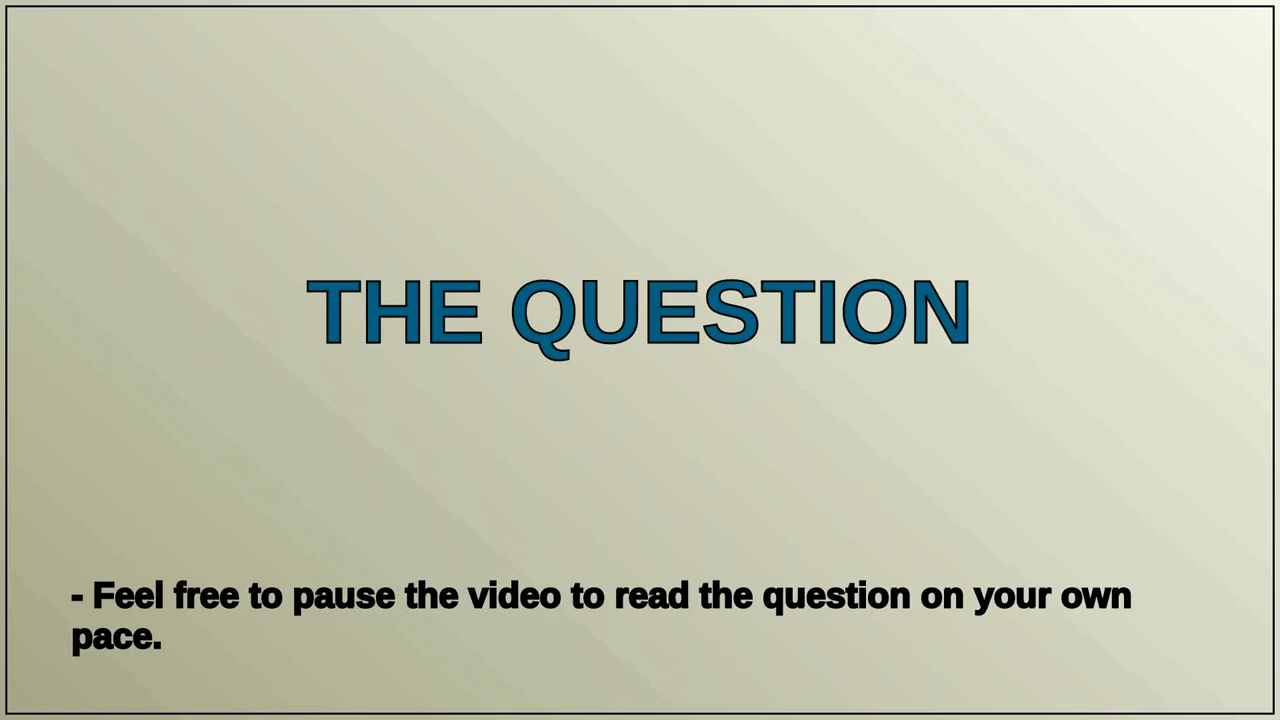 THE QUESTION
- Feel free to pause the video to read the question on your own
pace.